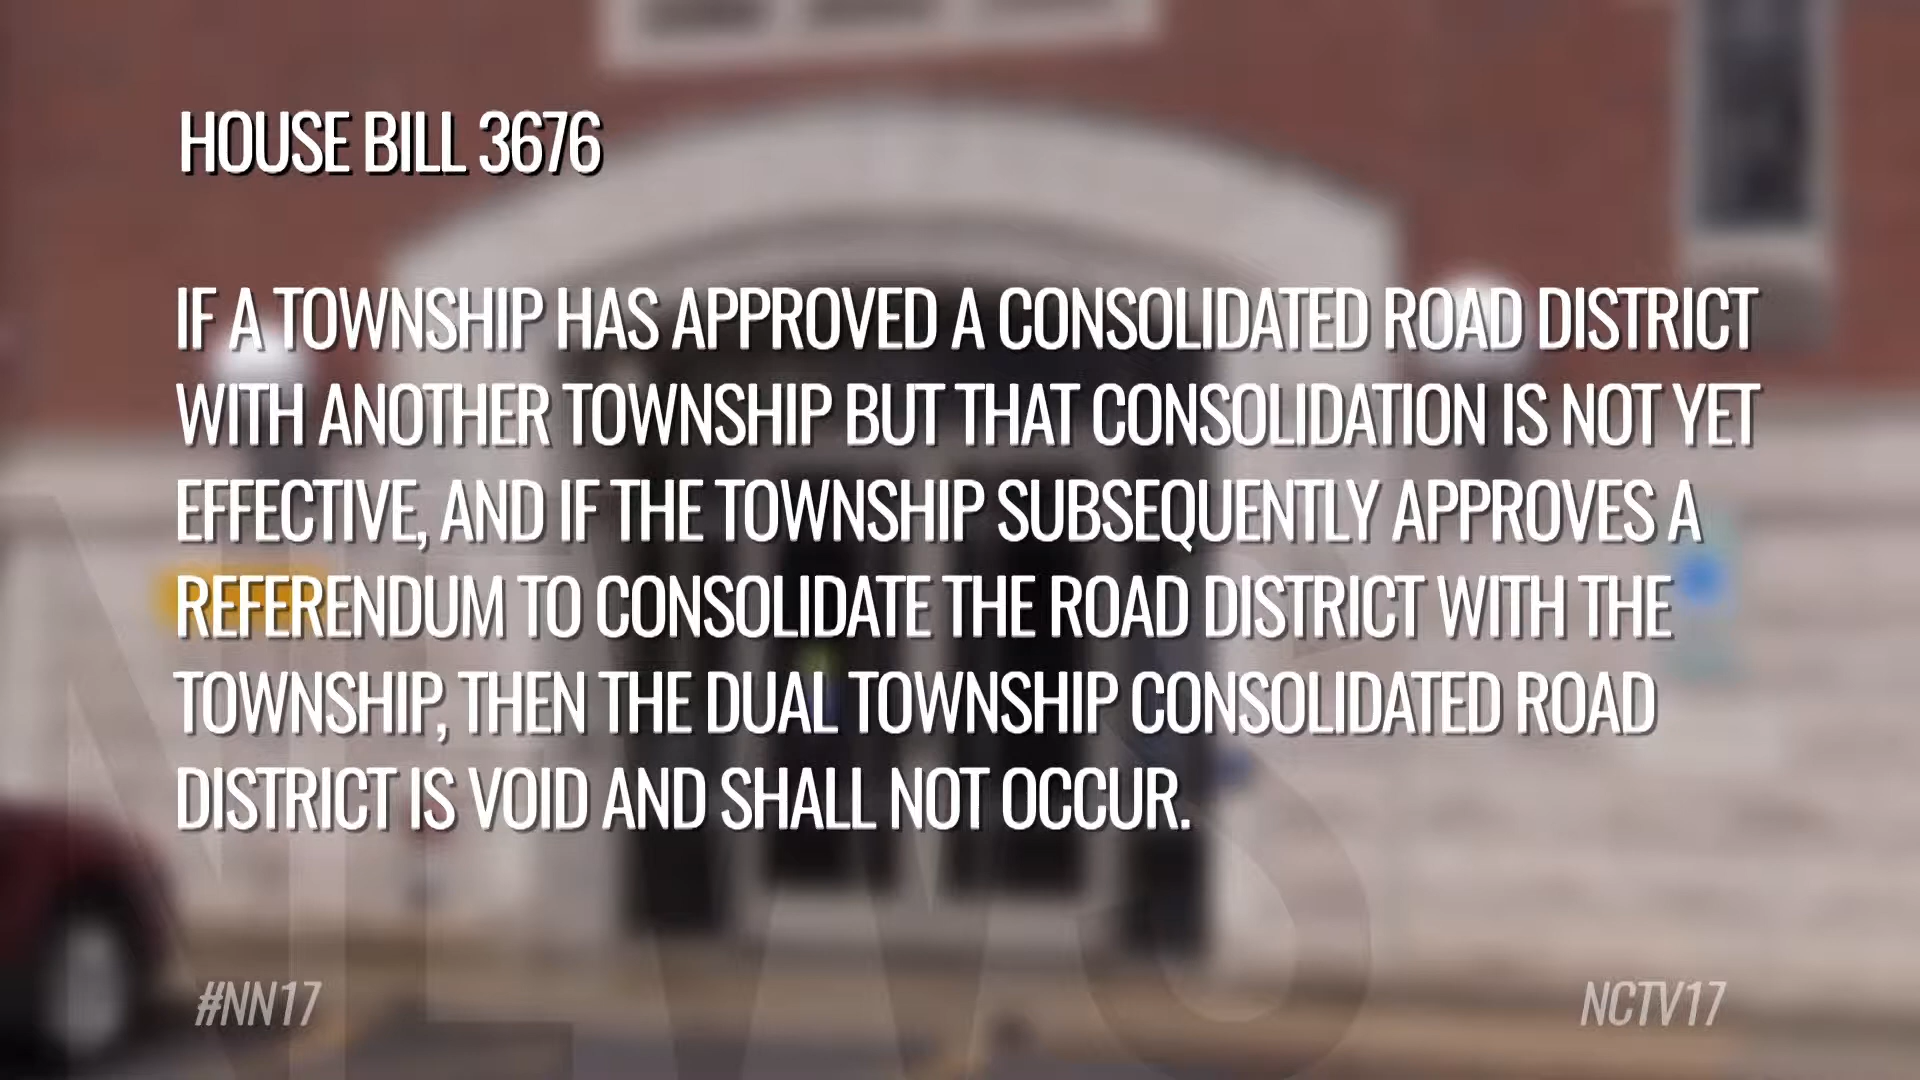 HOUSE BILL 3676
IF A TOWNSHIP HAS APPROVED A CONSOLIDATED ROAD DISTRICT
WITH ANOTHER TOWNSHIP BUT THAT CONSOLIDATION IS NOT YET
EFFECTIVE, AND IF THE TOWNSHIP SUBSEQUENTLY APPROVES A
REFERENDUM TO CONSOLIDATE THE ROAD DISTRICT WITH THE
TOWNSHIP, THEN THE DUAL TOWNSHIP CONSOLIDATED ROAD
DISTRICT IS VOID AND SHALL NOT OCCUR.
NEWS
#NN17
NCTV17